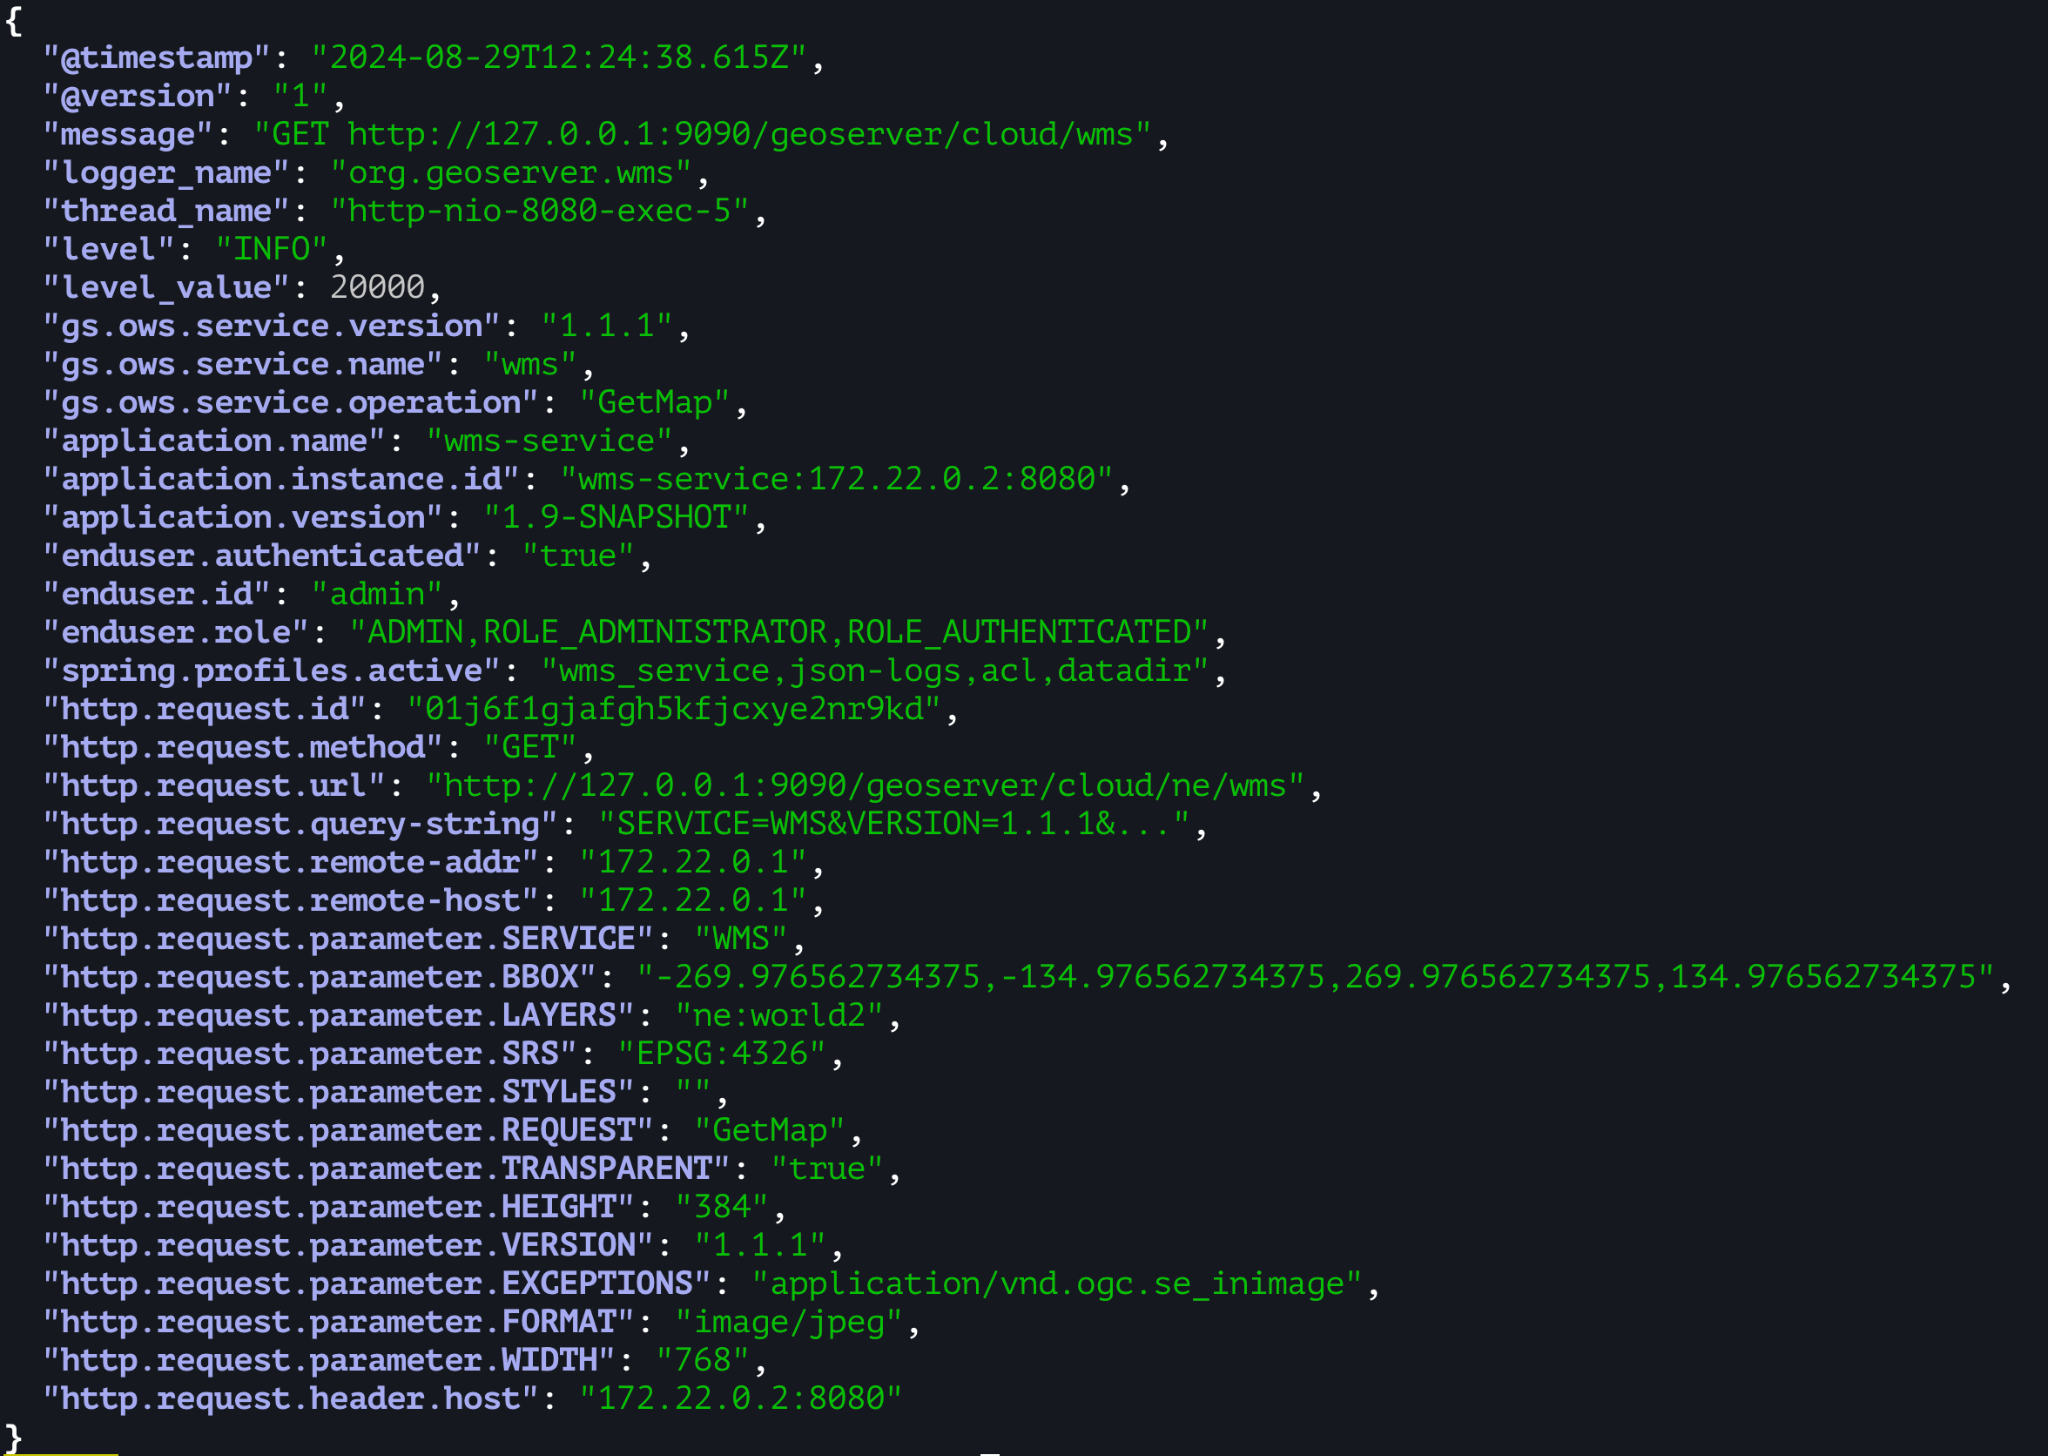 {
  "@timestamp": "2024-08-29T12:24:38.615Z",
  "@version": "1",
  "message": "GET http://127.0.0.1:9090/geoserver/cloud/wms",
  "logger_name": "org.geoserver.wms",
  "thread_name": "http-nio-8080-exec-5",
  "level": "INFO",
  "level_value": 20000,
  "gs.ows.service.version": "1.1.1",
  "gs.ows.service.name": "wms",
  "gs.ows.service.operation": "GetMap",
  "application.name": "wms-service",
  "application.instance.id": "wms-service:172.22.0.2:8080",
  "application.version": "1.9-SNAPSHOT",
  "enduser.authenticated": "true",
  "enduser.id": "admin",
  "enduser.role": "ADMIN,ROLE_ADMINISTRATOR,ROLE_AUTHENTICATED",
  "spring.profiles.active": "wms_service,json-logs,acl,datadir",
  "http.request.id": "01j6f1gjafgh5kfjcxye2nr9kd",
  "http.request.method": "GET",
  "http.request.url": "http://127.0.0.1:9090/geoserver/cloud/ne/wms",
  "http.request.query-string": "SERVICE=WMS&VERSION=1.1.1&...",
  "http.request.remote-addr": "172.22.0.1",
  "http.request.remote-host": "172.22.0.1",
  "http.request.parameter.SERVICE": "WMS",
  "http.request.parameter.BBOX": "-269.976562734375,-134.976562734375,269.976562734375,134.976562734375",
  "http.request.parameter.LAYERS": "ne:world2",
  "http.request.parameter.SRS": "EPSG:4326",
  "http.request.parameter.STYLES": "",
  "http.request.parameter.REQUEST": "GetMap",
  "http.request.parameter.TRANSPARENT": "true",
  "http.request.parameter.HEIGHT": "384",
  "http.request.parameter.VERSION": "1.1.1",
  "http.request.parameter.EXCEPTIONS": "application/vnd.ogc.se_inimage",
  "http.request.parameter.FORMAT": "image/jpeg",
  "http.request.parameter.WIDTH": "768",
  "http.request.header.host": "172.22.0.2:8080"
}